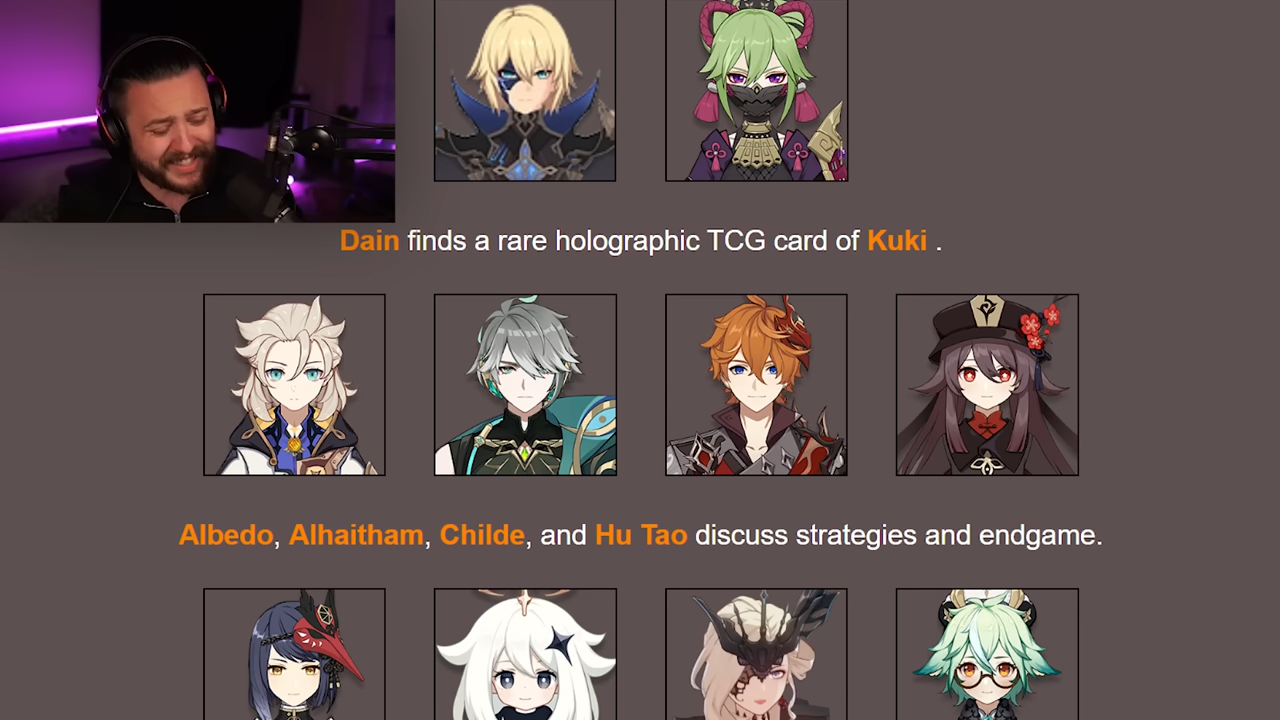 Dain finds a rare holographic TCG card of Kuki .
Albedo, Alhaitham, Childe, and Hu Tao discuss strategies and endgame.